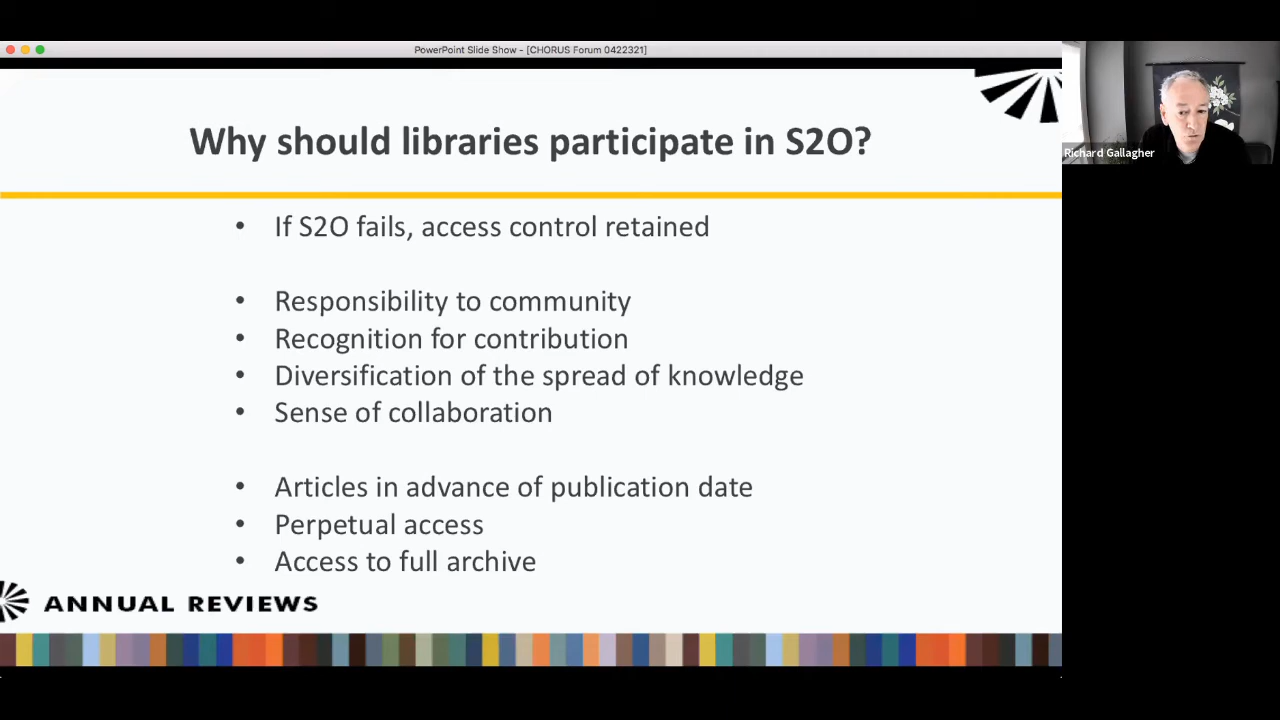 PowerPoint Slide Show - [CHORUS Forum 0422321]
Why should libraries participate in S2O?
• If S2O fails, access control retained
• Responsibility to community
• Recognition for contribution
• Diversification of the spread of knowledge
• Sense of collaboration
• Articles in advance of publication date
• Perpetual access
• Access to full archive
ANNUAL REVIEWS
Richard Gallagher